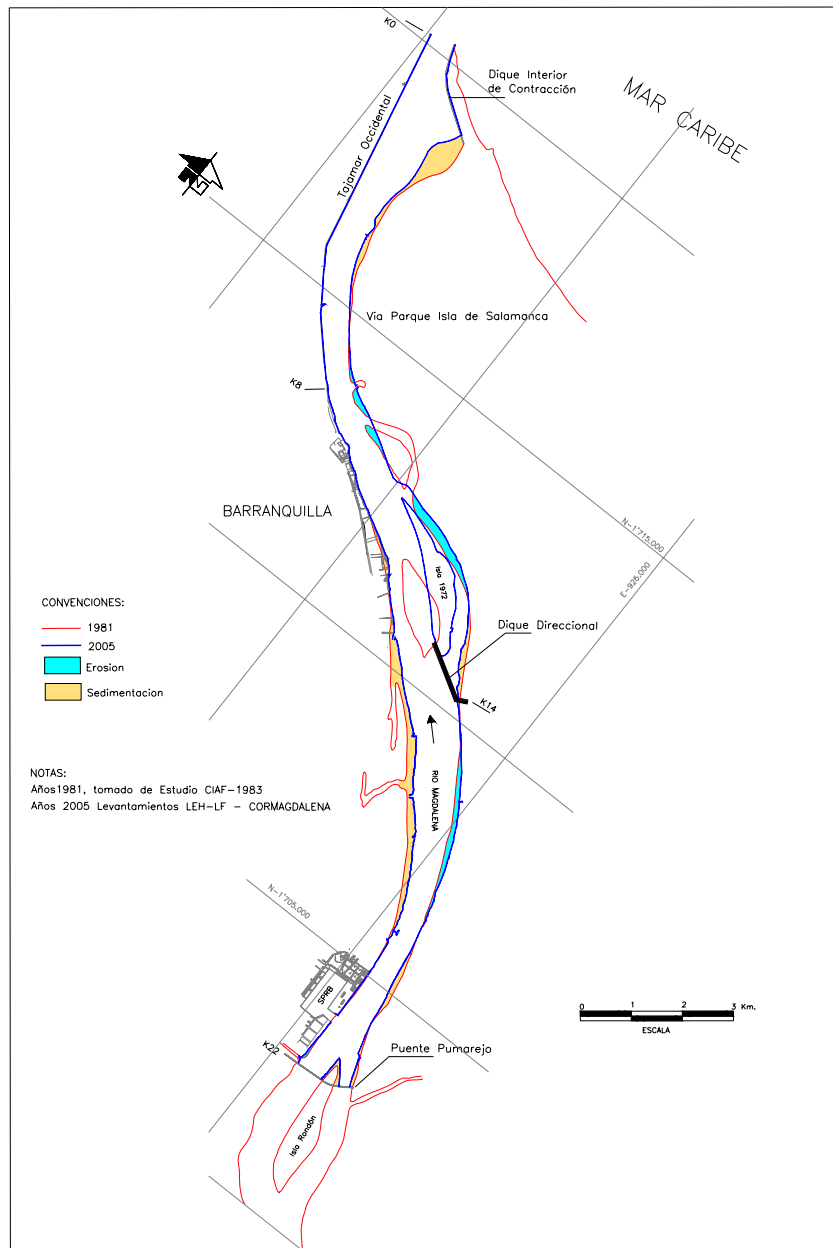 K0
Dique Interior
de Contracción
MAR CARIBE
Tajamar Occidental
Via Parque Isla de Salamanca
K8
BARRANQUILLA
N-1'715.000
E-925.000
Isla 1972
CONVENCIONES:
1981
2005
Erosion
Sedimentacion
Dique Direccional
K14
RIO MAGDALENA
NOTAS:
Años1981, tomado de Estudio CIAF-1983
Años 2005 Levantamientos LEH-LF - CORMAGDALENA
N-1'705.000
SPRB
0 1 2 3 Km.
ESCALA
K22
Puente Pumarejo
Isla Rondón